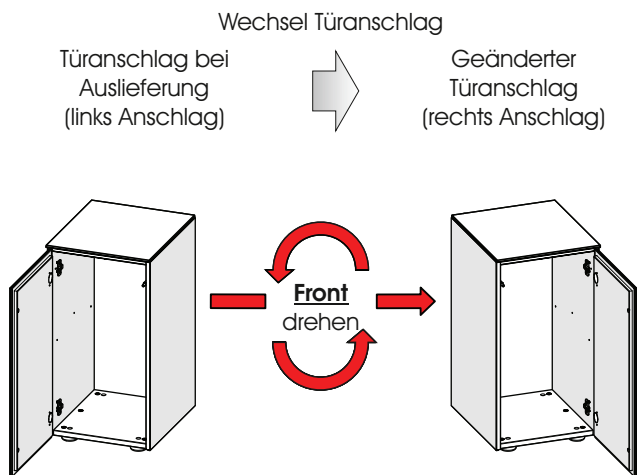 Wechsel Türanschlag
Türanschlag bei
Auslieferung
(links Anschlag)
Geänderter
Türanschlag
(rechts Anschlag)
Front
drehen